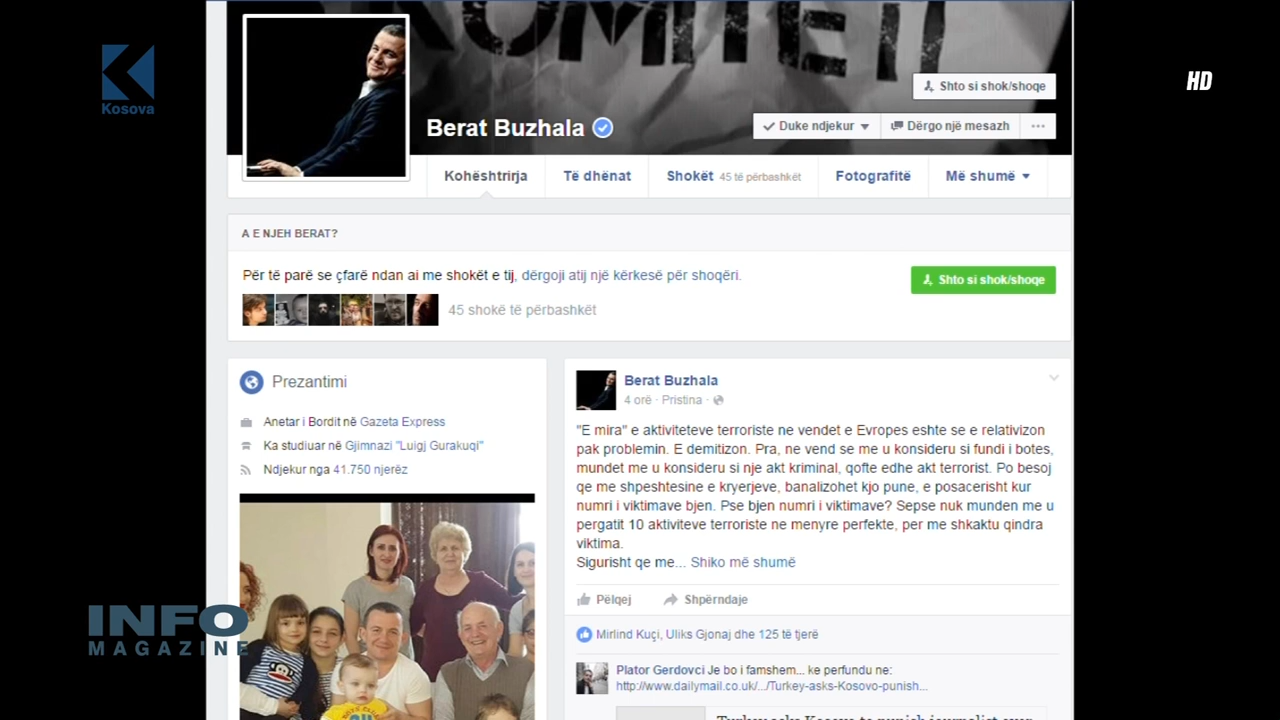 KOMITETI
Kosova
HD
Shto si shok/shoqe
Berat Buzhala
Duke ndjekur
Dërgo një mesazh
Kohështrirja
Të dhënat
Shokët 45 të përbashkët
Fotografitë
Më shumë
A E NJEH BERAT?
Për të parë se çfarë ndan ai me shokët e tij, dërgoji atij një kërkesë për shoqëri.
Shto si shok/shoqe
45 shokë të përbashkët
Prezantimi
Anetar i Bordit në Gazeta Express
Ka studiuar në Gjimnazi "Luigj Gurakuqi"
Ndjekur nga 41.750 njerëz
Berat Buzhala
4 orë · Pristina ·
"E mira" e aktiviteteve terroriste ne vendet e Evropes eshte se e relativizon
pak problemin. E demitizon. Pra, ne vend se me u konsideru si fundi i botes,
mundet me u konsideru si nje akt kriminal, qofte edhe akt terrorist. Po besoj
qe me shpeshtesine e kryerjeve, banalizohet kjo pune, e posacerisht kur
numri i viktimave bjen. Pse bjen numri i viktimave? Sepse nuk munden me u
pergatit 10 aktiviteve terroriste ne menyre perfekte, per me shkaktu qindra
viktima.
Sigurisht qe me... Shiko më shumë
Pëlqej
Shpërndaje
Mirlind Kuçi, Uliks Gjonaj dhe 125 të tjerë
Plator Gerdovci Je bo i famshem... ke perfundu ne:
http://www.dailymail.co.uk/.../Turkey-asks-Kosovo-punish...
Turkey asks Kosovo to punish journalist over
INFO
MAGAZINE